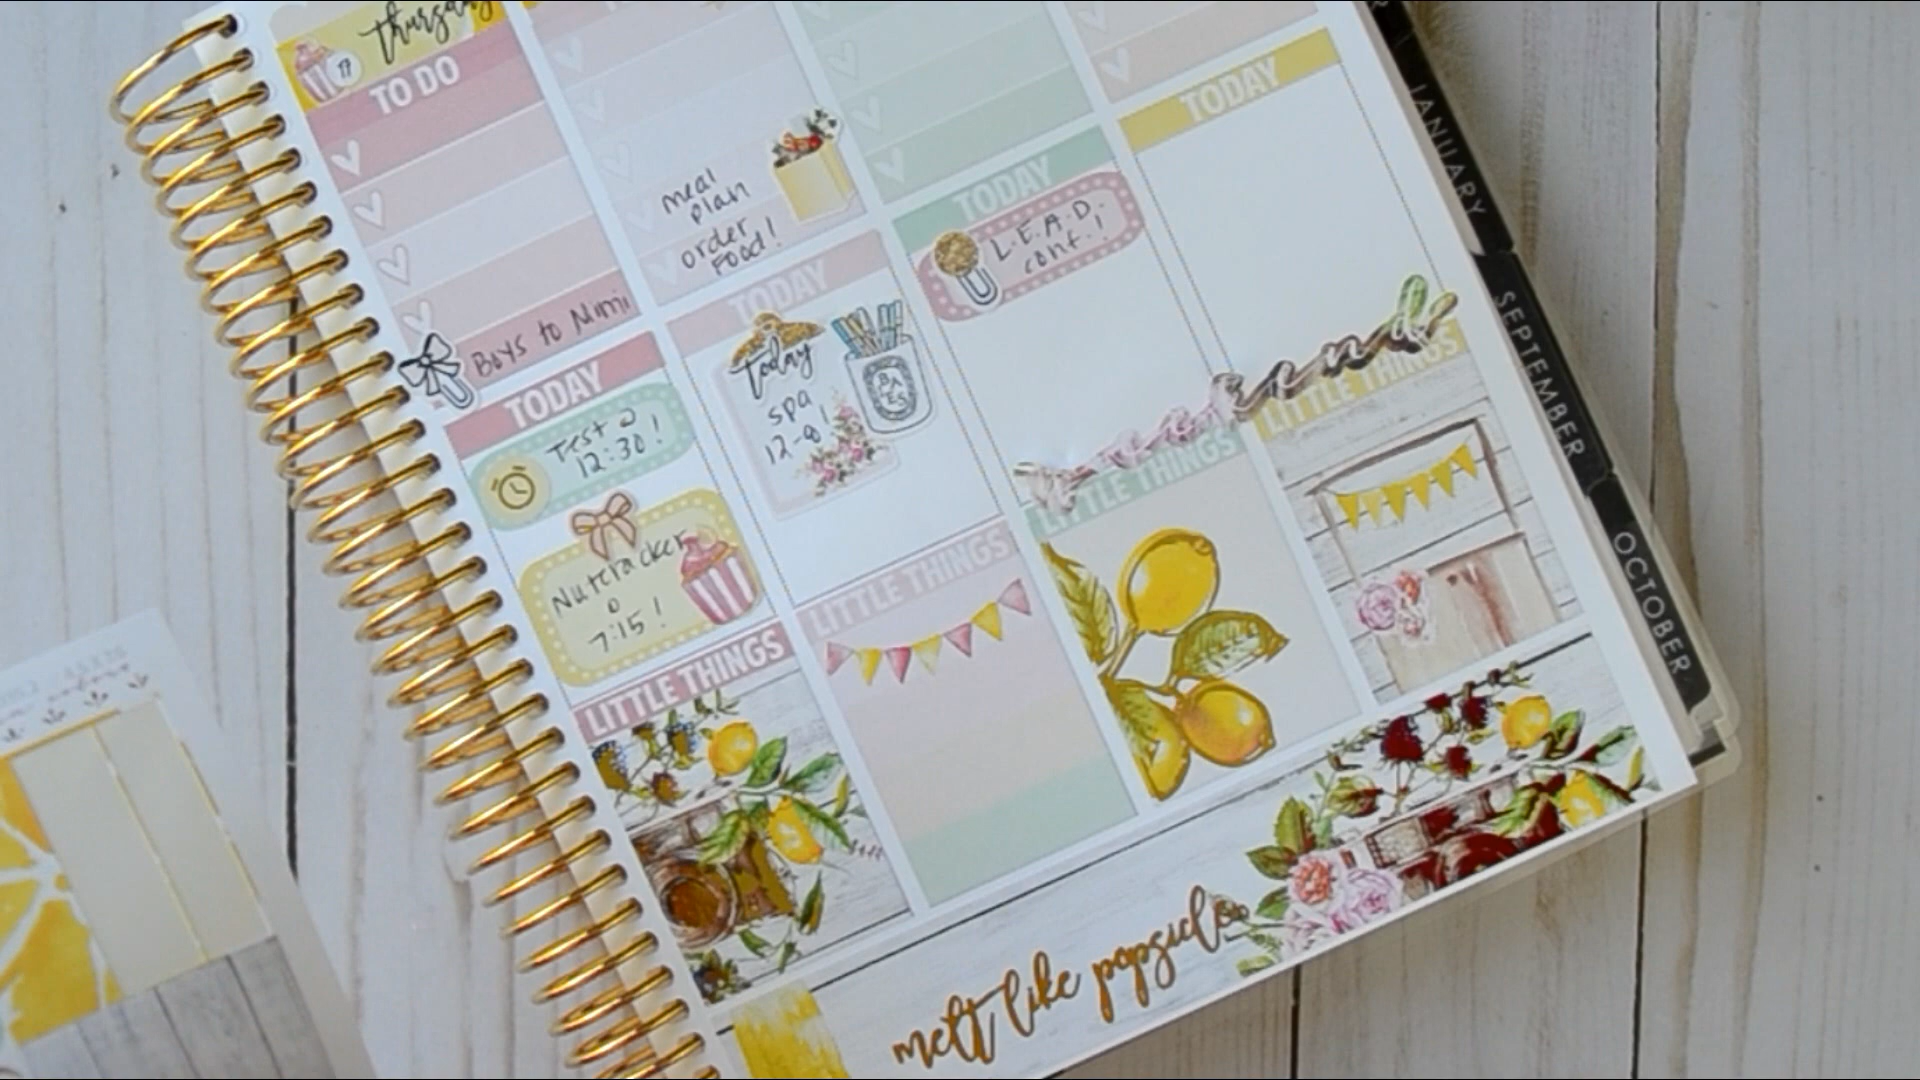 Thursday
17
TO DO
meal
plan
order
Food!
Boys to Mimi
TODAY
Test @
12:30!
Nutcracker
@
7:15!
LITTLE THINGS
TODAY
Today
spa
12-8!
LITTLE THINGS
TODAY
L.E.A.D.
conf.!
weekend
LITTLE THINGS
TODAY
LITTLE THINGS
melt like popsicles
JANUARY
SEPTEMBER
OCTOBER